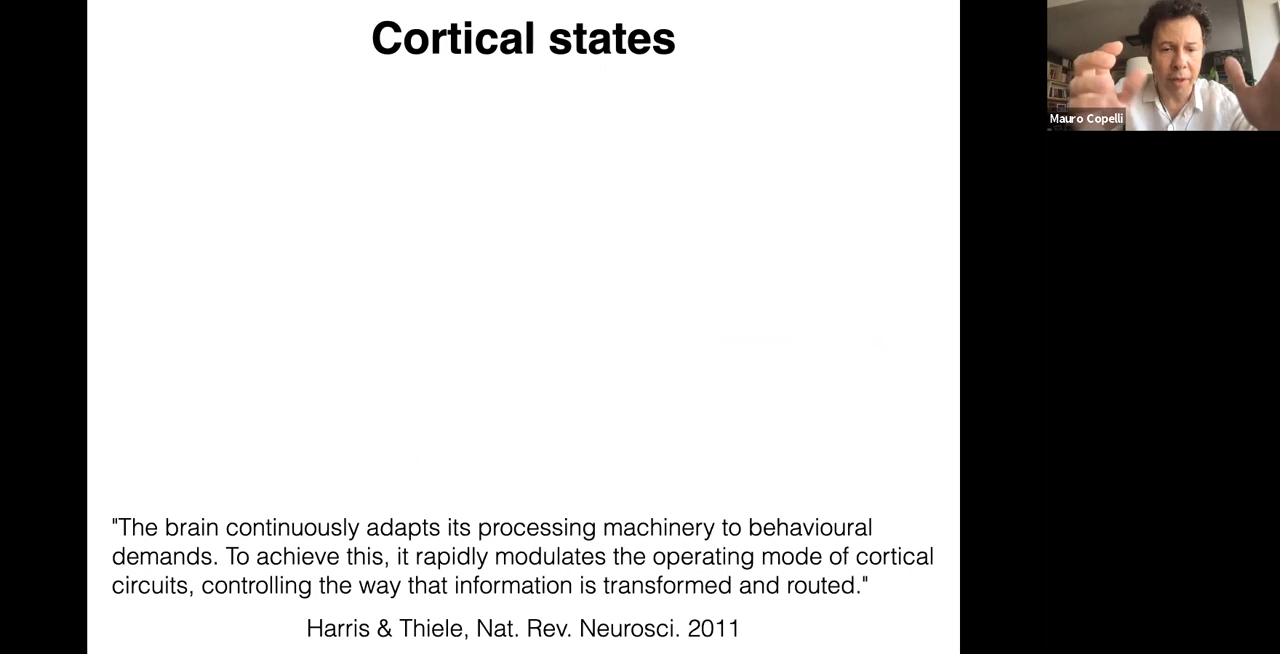 Cortical states
Mauro Copelli
"The brain continuously adapts its processing machinery to behavioural
demands. To achieve this, it rapidly modulates the operating mode of cortical
circuits, controlling the way that information is transformed and routed."
Harris & Thiele, Nat. Rev. Neurosci. 2011